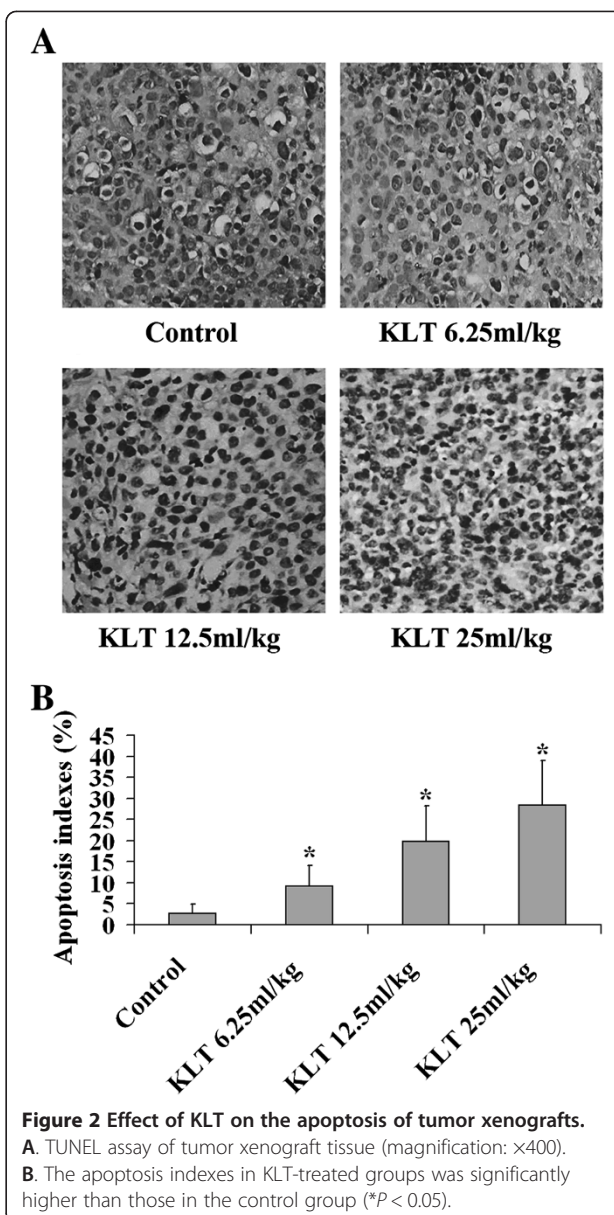 A
Control
KLT 6.25ml/kg
KLT 12.5ml/kg
KLT 25ml/kg
B
Apoptosis indexes (%)
45
40
35
30
25
20
15
10
5
0
*
*
*
Control
KLT 6.25ml/kg
KLT 12.5ml/kg
KLT 25ml/kg
Figure 2 Effect of KLT on the apoptosis of tumor xenografts.
A. TUNEL assay of tumor xenograft tissue (magnification: ×400).
B. The apoptosis indexes in KLT-treated groups was significantly
higher than those in the control group (*P < 0.05).